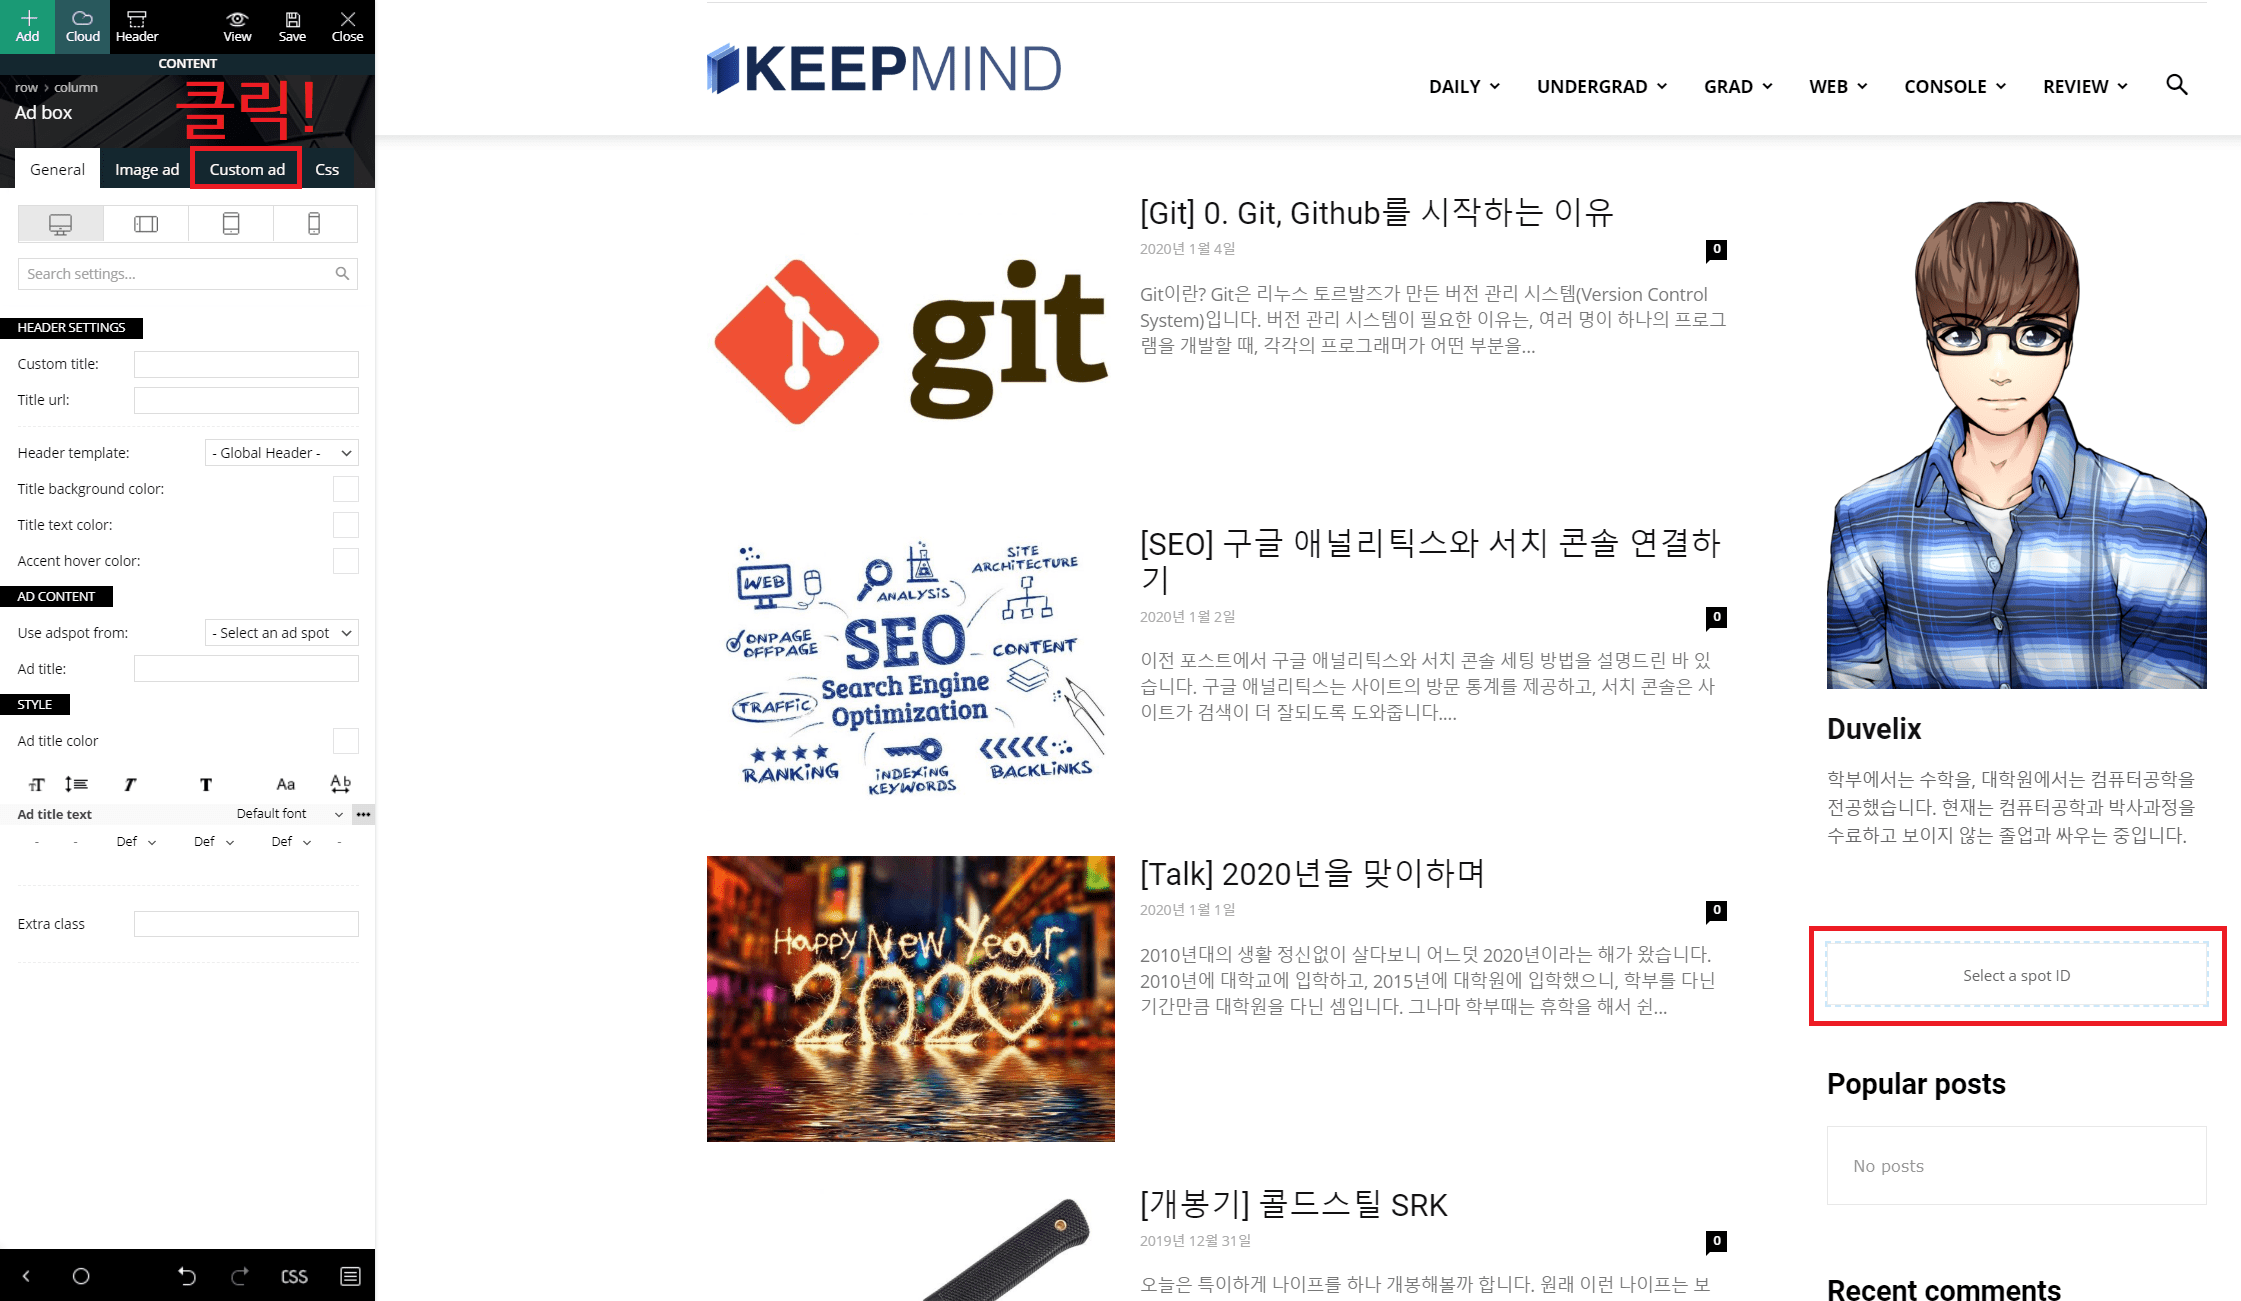 Add
Cloud
Header
View
Save
Close
CONTENT
row › column
Ad box
클릭!
General
Image ad
Custom ad
Css
Search settings...
HEADER SETTINGS
Custom title:
Title url:
Header template:
- Global Header -
Title background color:
Title text color:
Accent hover color:
AD CONTENT
Use adspot from:
- Select an ad spot
Ad title:
STYLE
Ad title color
Ad title text
Default font
- - Def Def Def -
Extra class
CSS
KEEPMIND
DAILY
UNDERGRAD
GRAD
WEB
CONSOLE
REVIEW
git
[Git] 0. Git, Github를 시작하는 이유
2020년 1월 4일
0
Git이란? Git은 리누스 토르발즈가 만든 버전 관리 시스템(Version Control
System)입니다. 버전 관리 시스템이 필요한 이유는, 여러 명이 하나의 프로그
램을 개발할 때, 각각의 프로그래머가 어떤 부분을...
WEB
ANALYSIS
SITE
ARCHITECTURE
ONPAGE
OFFPAGE
SEO
CONTENT
Search Engine
Optimization
TRAFFIC
RANKING
INDEXING
KEYWORDS
BACKLINKS
[SEO] 구글 애널리틱스와 서치 콘솔 연결하
기
2020년 1월 2일
0
이전 포스트에서 구글 애널리틱스와 서치 콘솔 세팅 방법을 설명드린 바 있
습니다. 구글 애널리틱스는 사이트의 방문 통계를 제공하고, 서치 콘솔은 사
이트가 검색이 더 잘되도록 도와줍니다....
Happy New Year
2020
[Talk] 2020년을 맞이하며
2020년 1월 1일
0
2010년대의 생활 정신없이 살다보니 어느덧 2020년이라는 해가 왔습니다.
2010년에 대학교에 입학하고, 2015년에 대학원에 입학했으니, 학부를 다닌
기간만큼 대학원을 다닌 셈입니다. 그나마 학부때는 휴학을 해서 쉰...
[개봉기] 콜드스틸 SRK
2019년 12월 31일
0
오늘은 특이하게 나이프를 하나 개봉해볼까 합니다. 원래 이런 나이프는 보
Duvelix
학부에서는 수학을, 대학원에서는 컴퓨터공학을
전공했습니다. 현재는 컴퓨터공학과 박사과정을
수료하고 보이지 않는 졸업과 싸우는 중입니다.
Select a spot ID
Popular posts
No posts
Recent comments